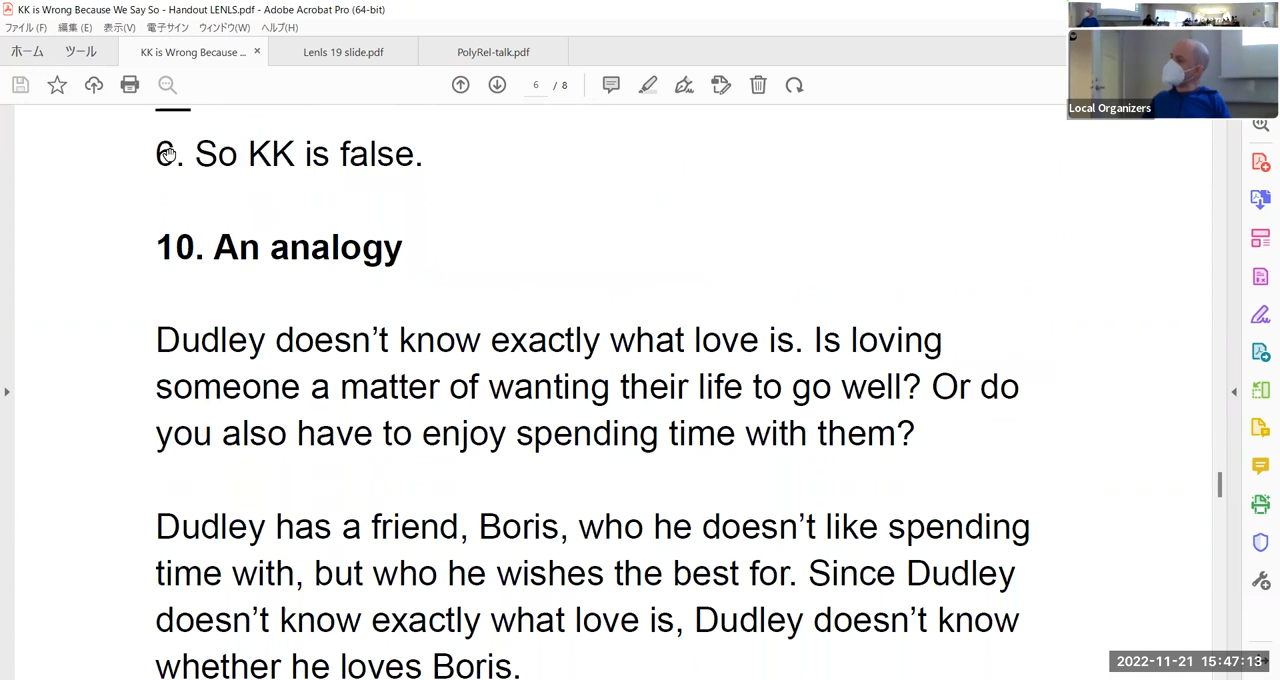 KK is Wrong Because We Say So - Handout LENLS.pdf - Adobe Acrobat Pro (64-bit)
ファイル(F) 編集(E) 表示(V) 電子サイン ウィンドウ(W) ヘルプ(H)
ホーム ツール KK is Wrong Because ... × Lenls 19 slide.pdf PolyRel-talk.pdf
6 / 8
Local Organizers
6. So KK is false.
10. An analogy
Dudley doesn’t know exactly what love is. Is loving
someone a matter of wanting their life to go well? Or do
you also have to enjoy spending time with them?
Dudley has a friend, Boris, who he doesn’t like spending
time with, but who he wishes the best for. Since Dudley
doesn’t know exactly what love is, Dudley doesn’t know
whether he loves Boris.
2022-11-21 15:47:13